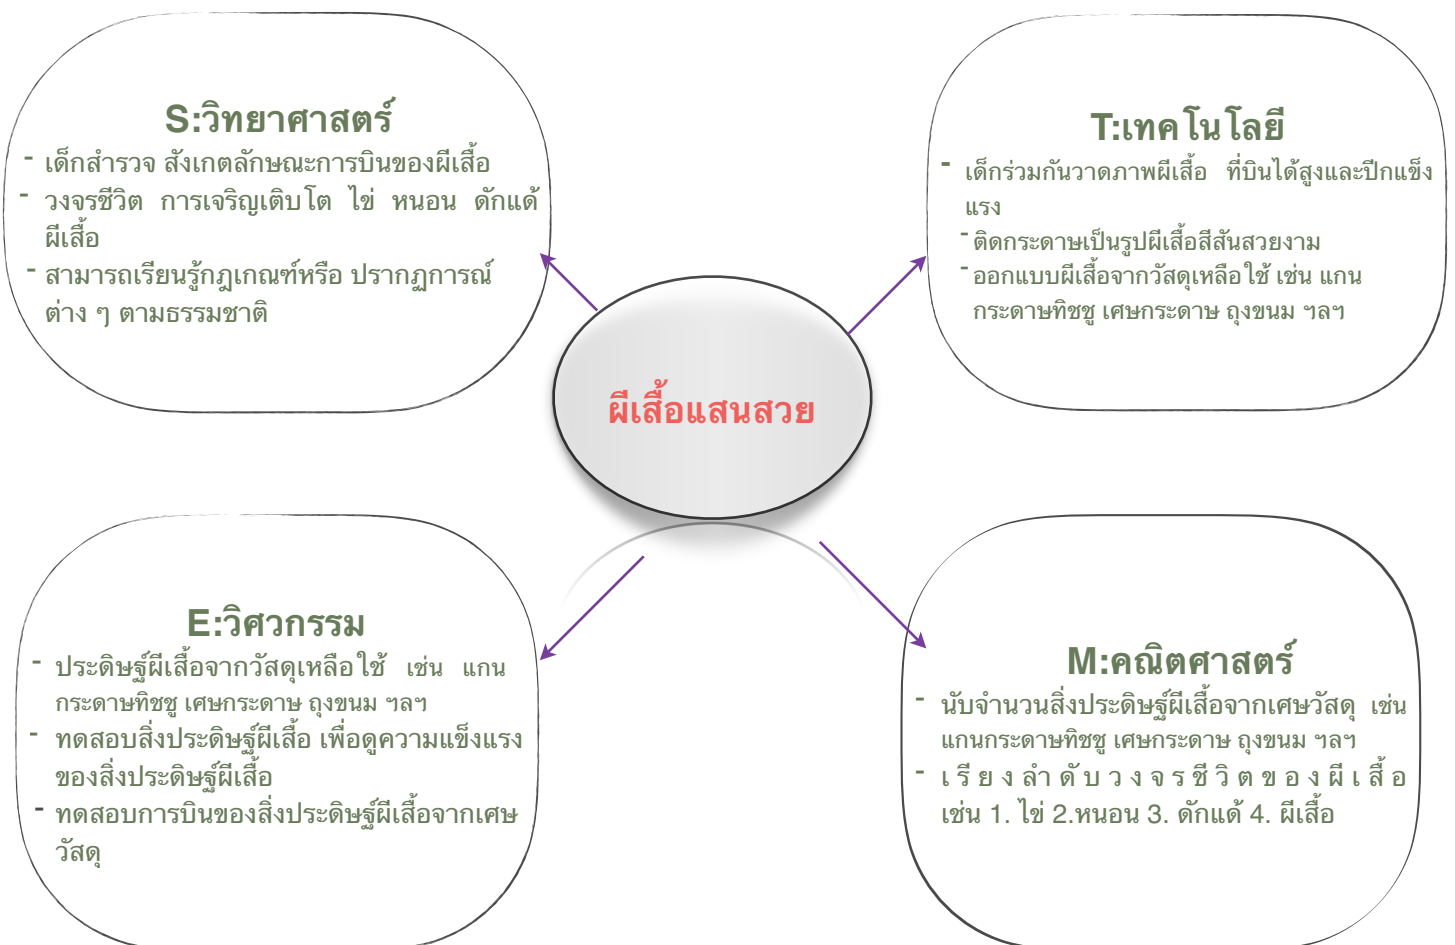 S:วิทยาศาสตร์
- เด็กสำรวจ สังเกตลักษณะการบินของผีเสื้อ
- วงจรชีวิต การเจริญเติบโต ไข่ หนอน ดักแด้
ผีเสื้อ
- สามารถเรียนรู้กฎเกณฑ์หรือ ปรากฏการณ์
ต่าง ๆ ตามธรรมชาติ
T:เทคโนโลยี
- เด็กร่วมกันวาดภาพผีเสื้อ ที่บินได้สูงและปีกแข็ง
แรง
- ติดกระดาษเป็นรูปผีเสื้อสีสันสวยงาม
- ออกแบบผีเสื้อจากวัสดุเหลือใช้ เช่น แกน
กระดาษทิชชู เศษกระดาษ ถุงขนม ฯลฯ
ผีเสื้อแสนสวย
E:วิศวกรรม
- ประดิษฐ์ผีเสื้อจากวัสดุเหลือใช้ เช่น แกน
กระดาษทิชชู เศษกระดาษ ถุงขนม ฯลฯ
- ทดสอบสิ่งประดิษฐ์ผีเสื้อ เพื่อดูความแข็งแรง
ของสิ่งประดิษฐ์ผีเสื้อ
- ทดสอบการบินของสิ่งประดิษฐ์ผีเสื้อจากเศษ
วัสดุ
M:คณิตศาสตร์
- นับจำนวนสิ่งประดิษฐ์ผีเสื้อจากเศษวัสดุ เช่น
แกนกระดาษทิชชู เศษกระดาษ ถุงขนม ฯลฯ
- เรียงลำดับวงจรชีวิตของผีเสื้อ
เช่น 1. ไข่ 2.หนอน 3. ดักแด้ 4. ผีเสื้อ